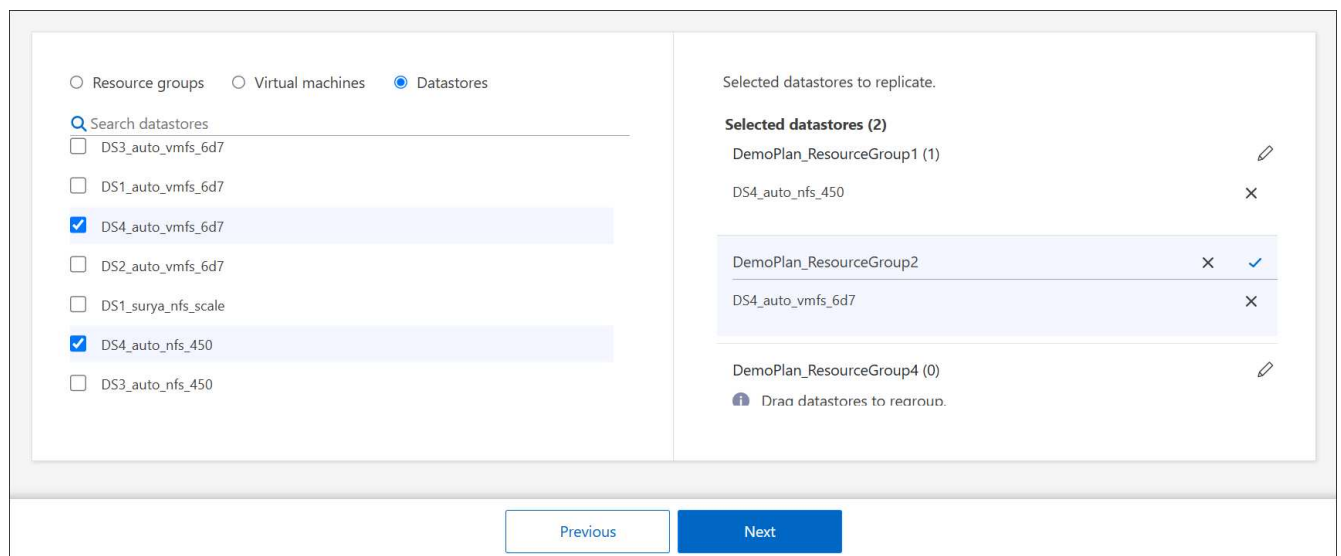 Resource groups Virtual machines Datastores
Search datastores
DS3_auto_vmfs_6d7
DS1_auto_vmfs_6d7
DS4_auto_vmfs_6d7
DS2_auto_vmfs_6d7
DS1_surya_nfs_scale
DS4_auto_nfs_450
DS3_auto_nfs_450
Selected datastores to replicate.
Selected datastores (2)
DemoPlan_ResourceGroup1 (1)
DS4_auto_nfs_450
DemoPlan_ResourceGroup2
DS4_auto_vmfs_6d7
DemoPlan_ResourceGroup4 (0)
Drag datastores to regroup.
Previous Next